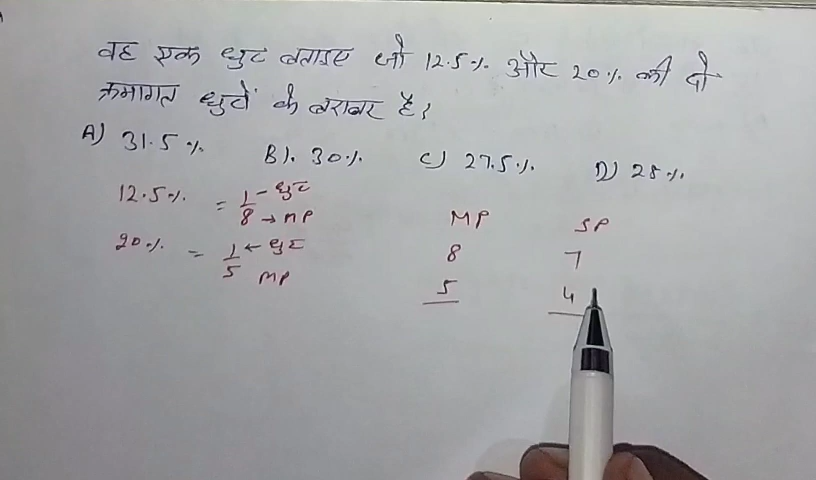 वह एक छुट बताइए जो 12.5% और 20% की दो
क्रमागत छुटों के बराबर है।
A) 31.5% B). 30% C) 27.5% D) 28%
12.5% = 1/8 - छुट → MP
20% = 1/5 ← छुट MP
MP SP
8 7
5 4